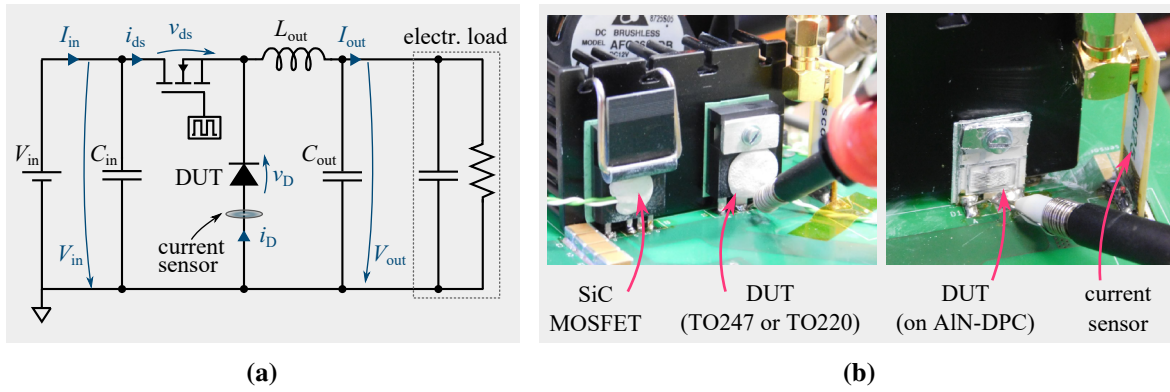 I_in
i_ds
v_ds
L_out
I_out
electr. load
V_in
C_in
DUT
v_D
C_out
current
sensor
i_D
V_in
V_out
(a)
8725505
DC BRUSHLESS
MODEL
SiC
MOSFET
DUT
(TO247 or TO220)
DUT
(on AlN-DPC)
current
sensor
(b)